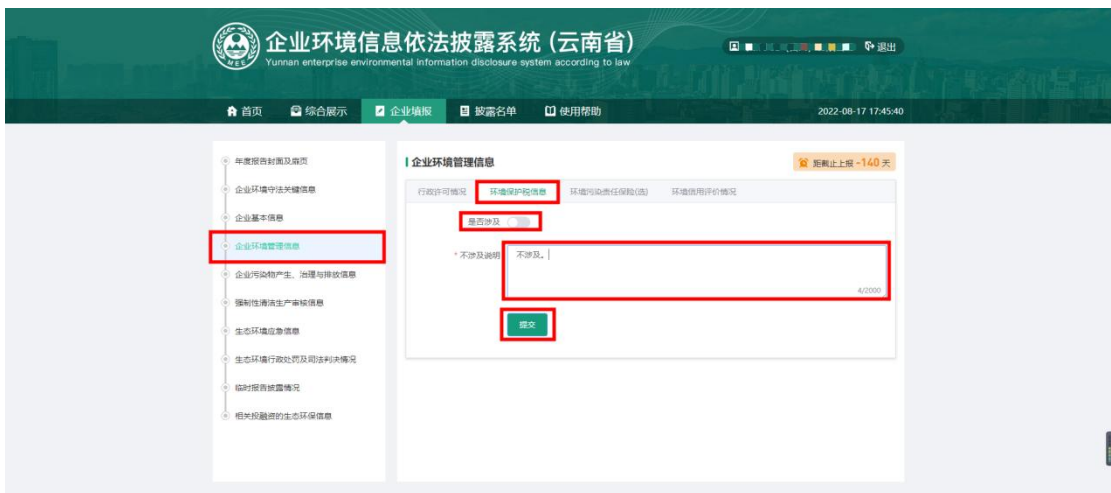 企业环境信息依法披露系统 (云南省)
Yunnan enterprise environmental information disclosure system according to law
MEE
退出
首页 综合展示 企业填报 披露名单 使用帮助 2022-08-17 17:45:40
年度报告封面及扉页
企业环境守法关键信息
企业基本信息
企业环境管理信息
企业污染物产生、治理与排放信息
强制性清洁生产审核信息
生态环境应急信息
生态环境行政处罚及司法判决情况
临时报告披露情况
相关投融资的生态环保信息
企业环境管理信息 距截止上报 -140 天
行政许可情况 环境保护税信息 环境污染责任保险(选) 环境信用评价情况
是否涉及
* 不涉及说明 不涉及。
4/2000
提交